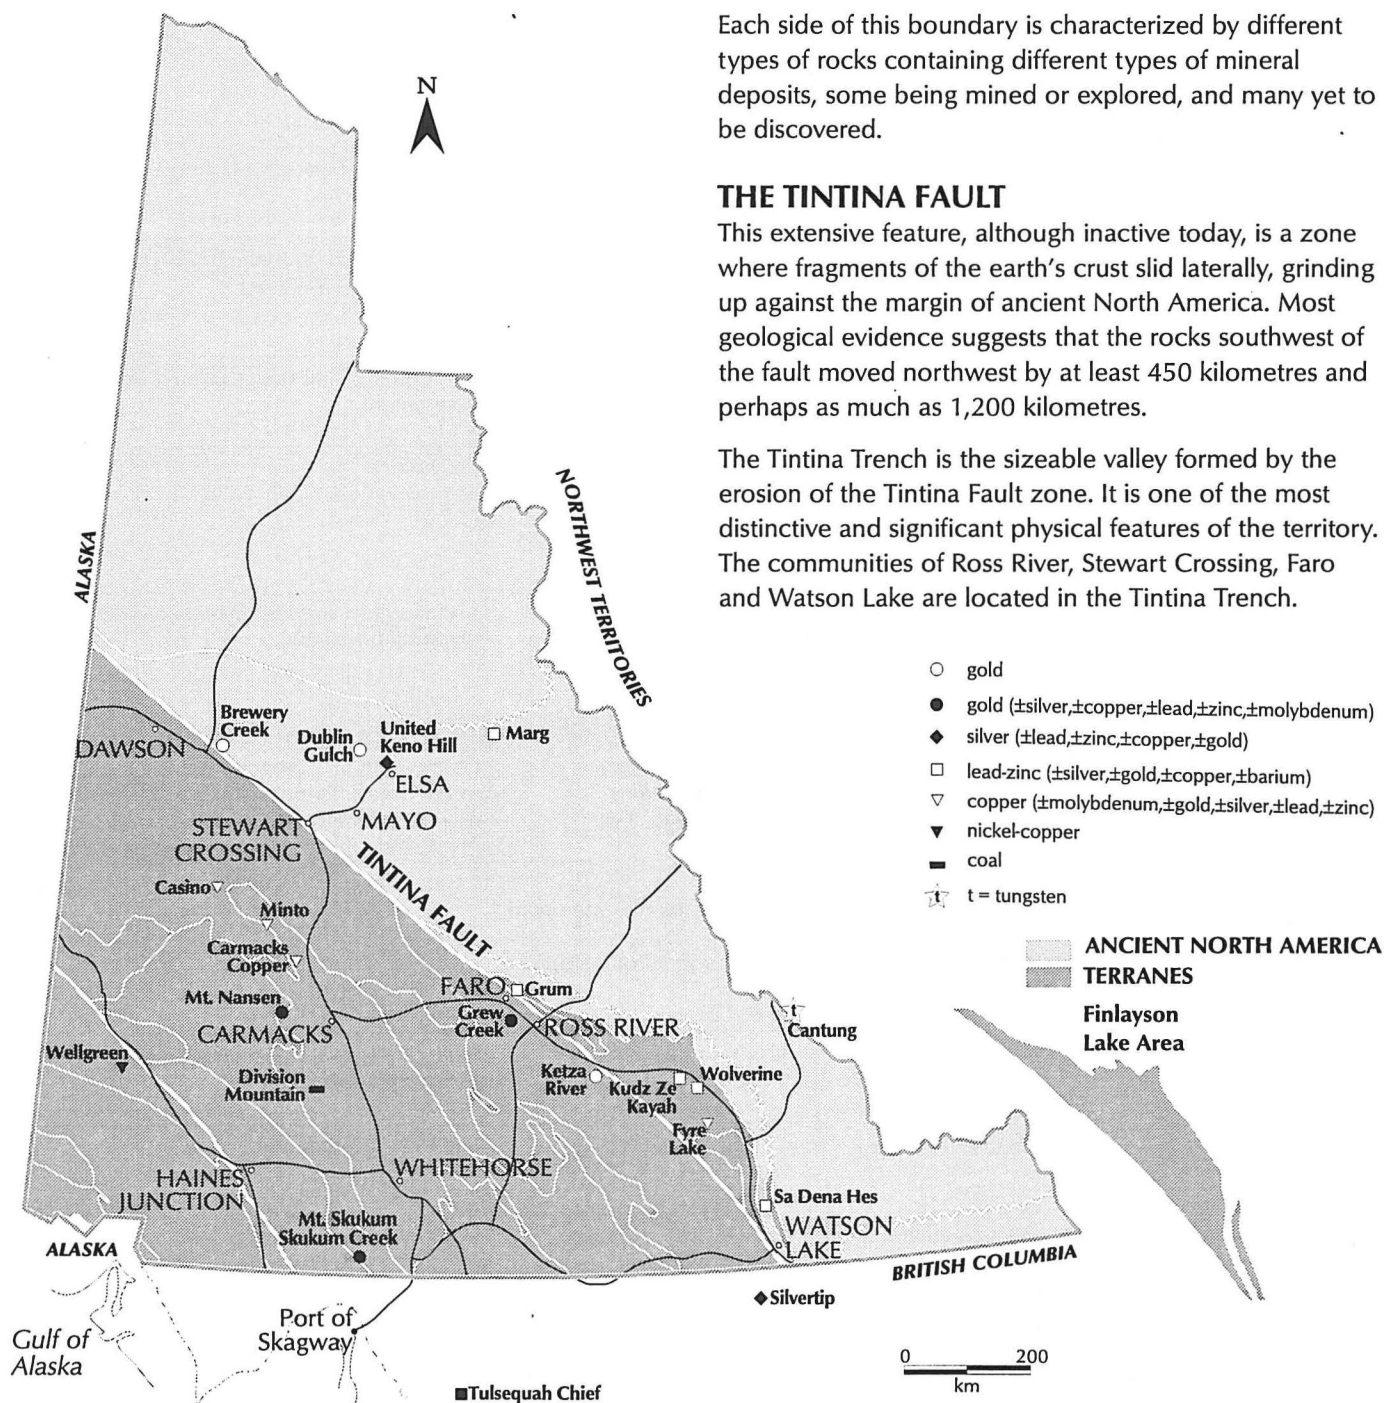 Each side of this boundary is characterized by different
types of rocks containing different types of mineral
deposits, some being mined or explored, and many yet to
be discovered.
THE TINTINA FAULT
This extensive feature, although inactive today, is a zone
where fragments of the earth's crust slid laterally, grinding
up against the margin of ancient North America. Most
geological evidence suggests that the rocks southwest of
the fault moved northwest by at least 450 kilometres and
perhaps as much as 1,200 kilometres.
The Tintina Trench is the sizeable valley formed by the
erosion of the Tintina Fault zone. It is one of the most
distinctive and significant physical features of the territory.
The communities of Ross River, Stewart Crossing, Faro
and Watson Lake are located in the Tintina Trench.
N
ALASKA
NORTHWEST TERRITORIES
gold
gold (±silver,±copper,±lead,±zinc,±molybdenum)
silver (±lead,±zinc,±copper,±gold)
lead-zinc (±silver,±gold,±copper,±barium)
copper (±molybdenum,±gold,±silver,±lead,±zinc)
nickel-copper
coal
t
t = tungsten
ANCIENT NORTH AMERICA
TERRANES
Finlayson
Lake Area
Brewery
Creek
DAWSON
Dublin
Gulch
United
Keno Hill
Marg
ELSA
MAYO
STEWART
CROSSING
TINTINA FAULT
Casino
Minto
Carmacks
Copper
Mt. Nansen
CARMACKS
FARO
Grum
Grew
Creek
ROSS RIVER
t
Cantung
Wellgreen
Division
Mountain
Ketza
River
Kudz Ze
Kayah
Wolverine
Fyre
Lake
HAINES
JUNCTION
WHITEHORSE
Mt. Skukum
Skukum Creek
Sa Dena Hes
WATSON
LAKE
ALASKA
BRITISH COLUMBIA
Silvertip
Port of
Skagway
Gulf of
Alaska
Tulsequah Chief
0 200
km